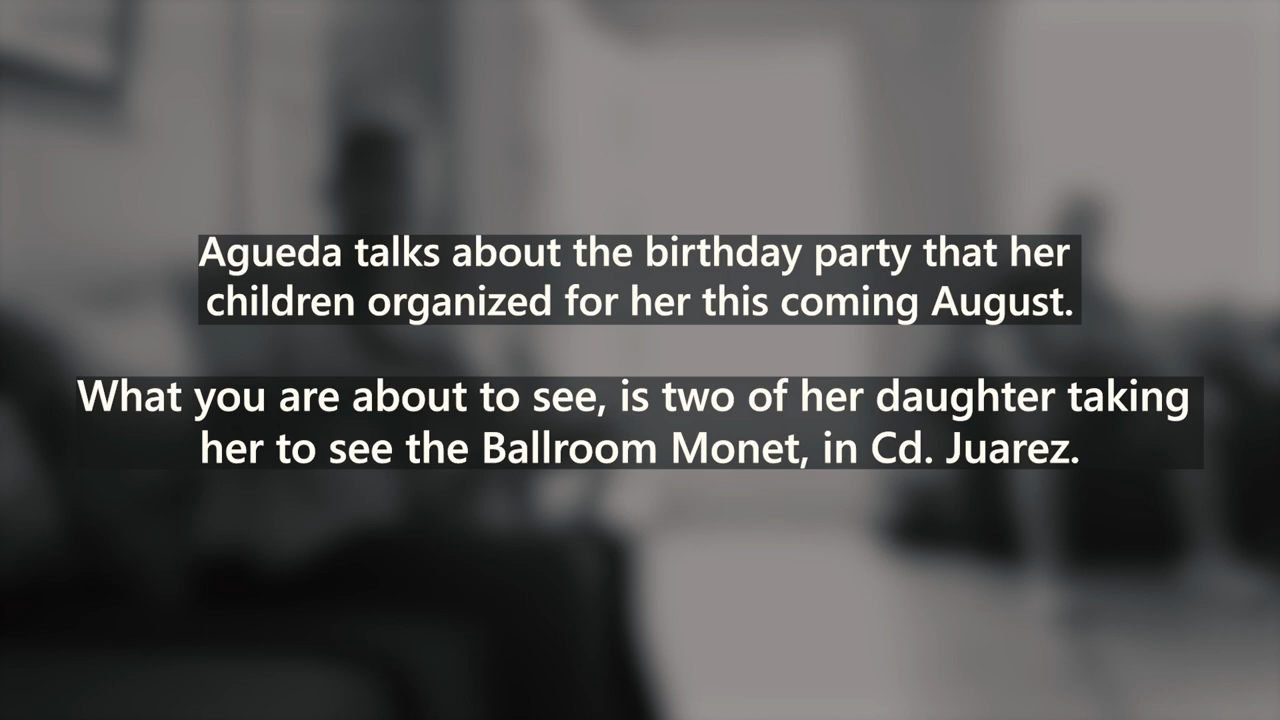 Agueda talks about the birthday party that her
children organized for her this coming August.
What you are about to see, is two of her daughter taking
her to see the Ballroom Monet, in Cd. Juarez.